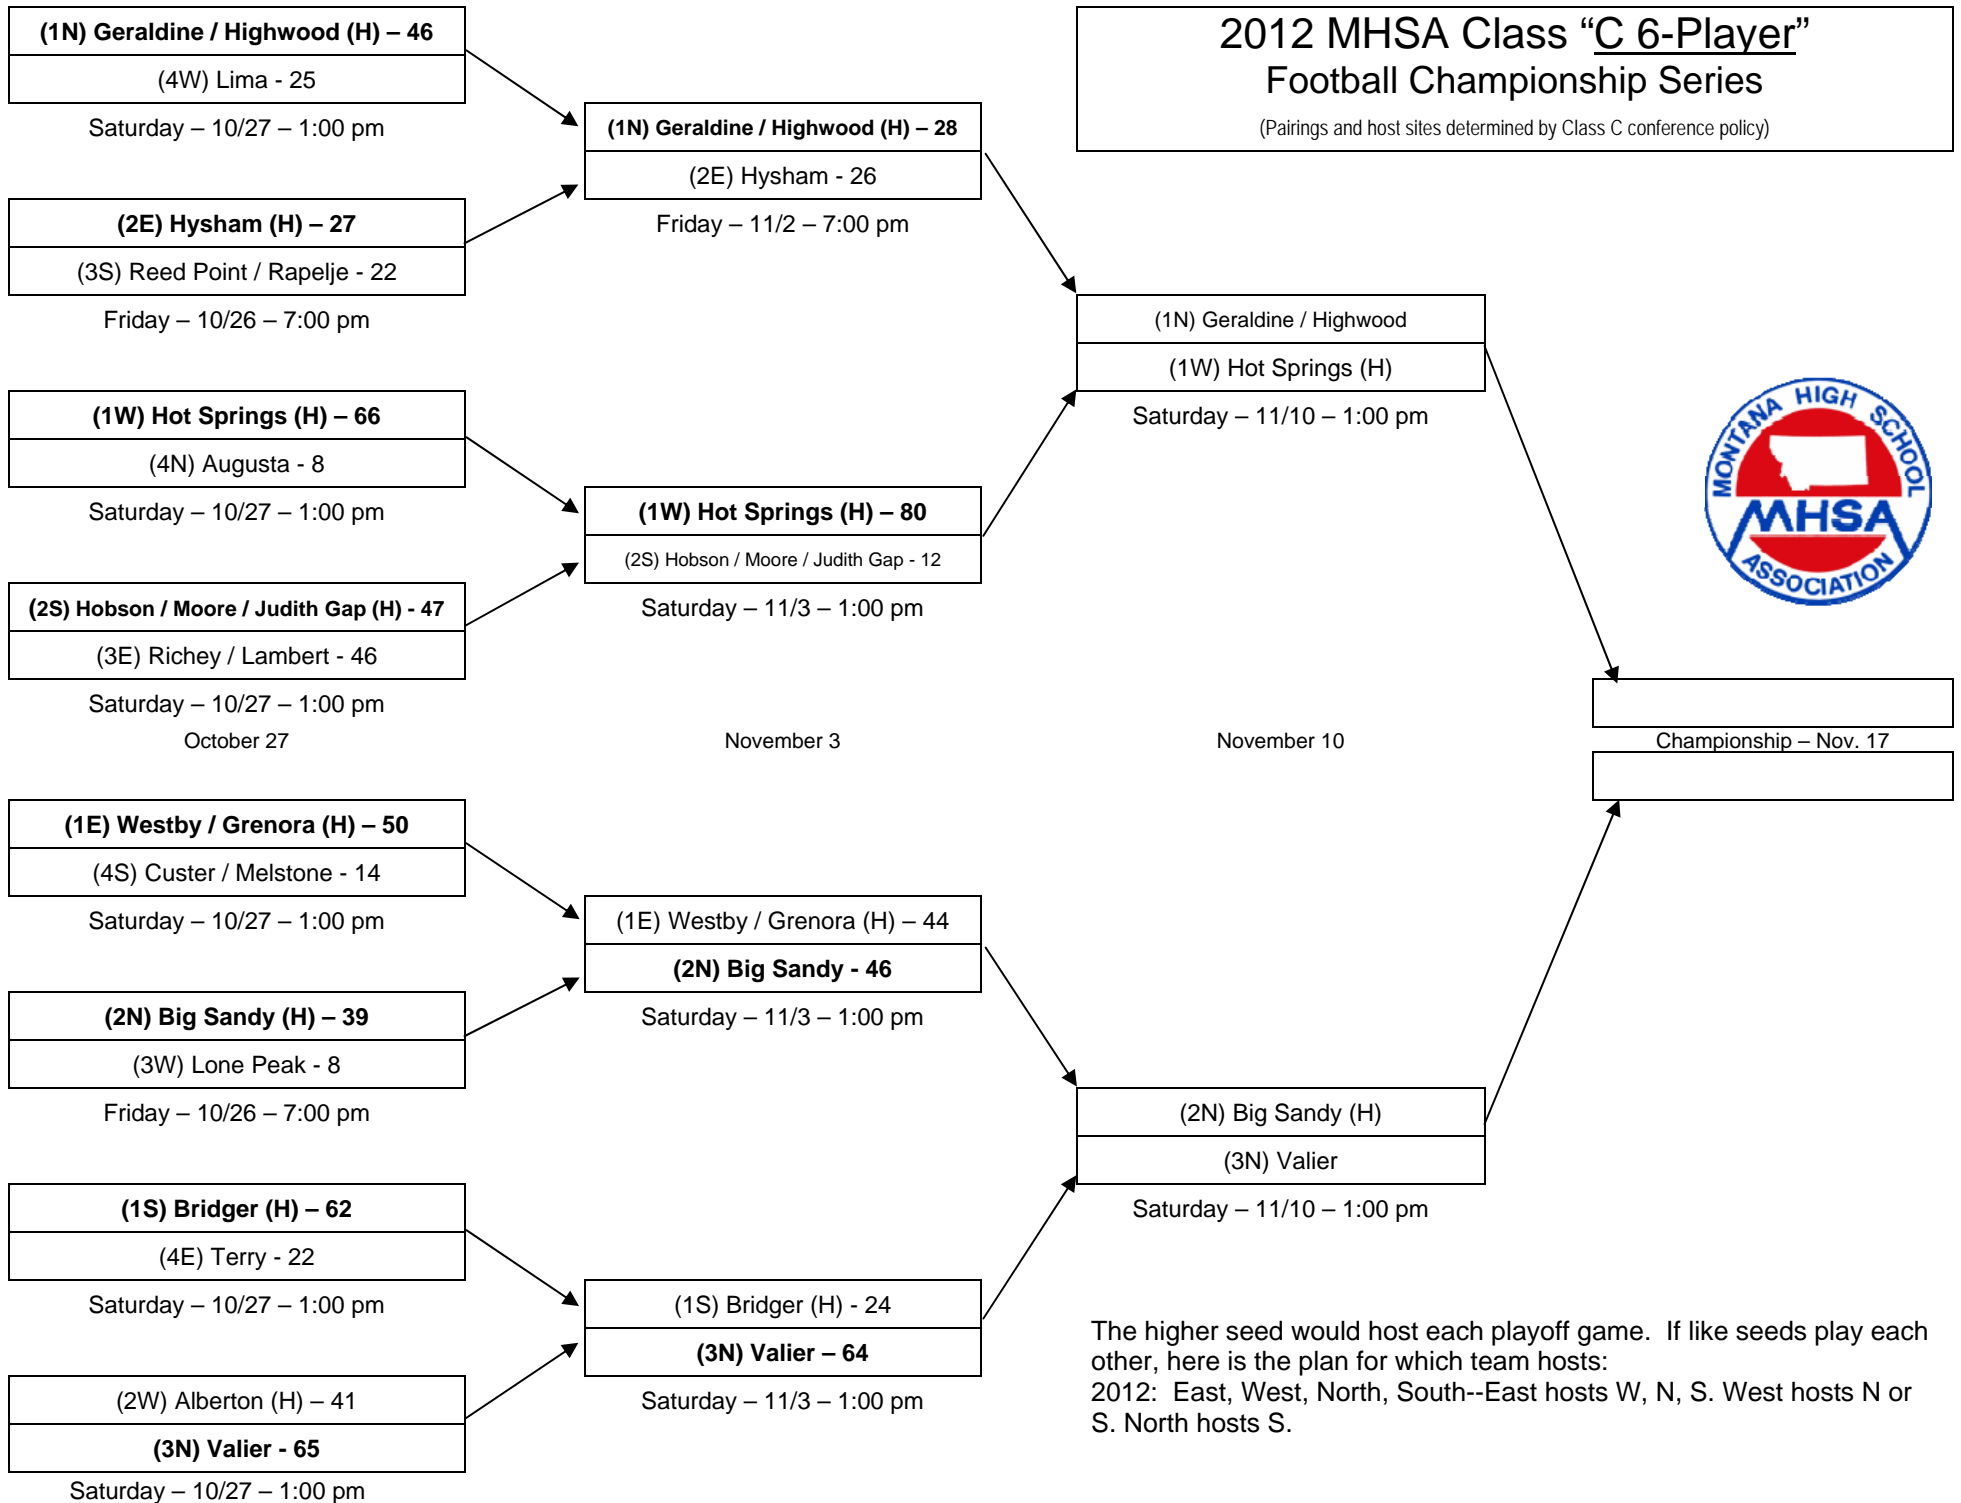 2012 MHSA Class “C 6-Player”
Football Championship Series
(Pairings and host sites determined by Class C conference policy)
(1N) Geraldine / Highwood (H) – 46
(4W) Lima - 25
Saturday – 10/27 – 1:00 pm
(2E) Hysham (H) – 27
(3S) Reed Point / Rapelje - 22
Friday – 10/26 – 7:00 pm
(1W) Hot Springs (H) – 66
(4N) Augusta - 8
Saturday – 10/27 – 1:00 pm
(2S) Hobson / Moore / Judith Gap (H) - 47
(3E) Richey / Lambert - 46
Saturday – 10/27 – 1:00 pm
October 27
(1E) Westby / Grenora (H) – 50
(4S) Custer / Melstone - 14
Saturday – 10/27 – 1:00 pm
(2N) Big Sandy (H) – 39
(3W) Lone Peak - 8
Friday – 10/26 – 7:00 pm
(1S) Bridger (H) – 62
(4E) Terry - 22
Saturday – 10/27 – 1:00 pm
(2W) Alberton (H) – 41
(3N) Valier - 65
Saturday – 10/27 – 1:00 pm
(1N) Geraldine / Highwood (H) – 28
(2E) Hysham - 26
Friday – 11/2 – 7:00 pm
(1W) Hot Springs (H) – 80
(2S) Hobson / Moore / Judith Gap - 12
Saturday – 11/3 – 1:00 pm
November 3
(1E) Westby / Grenora (H) – 44
(2N) Big Sandy - 46
Saturday – 11/3 – 1:00 pm
(1S) Bridger (H) - 24
(3N) Valier – 64
Saturday – 11/3 – 1:00 pm
(1N) Geraldine / Highwood
(1W) Hot Springs (H)
Saturday – 11/10 – 1:00 pm
November 10
(2N) Big Sandy (H)
(3N) Valier
Saturday – 11/10 – 1:00 pm
MONTANA HIGH SCHOOL
MHSA
ASSOCIATION
Championship – Nov. 17
The higher seed would host each playoff game. If like seeds play each
other, here is the plan for which team hosts:
2012: East, West, North, South--East hosts W, N, S. West hosts N or
S. North hosts S.